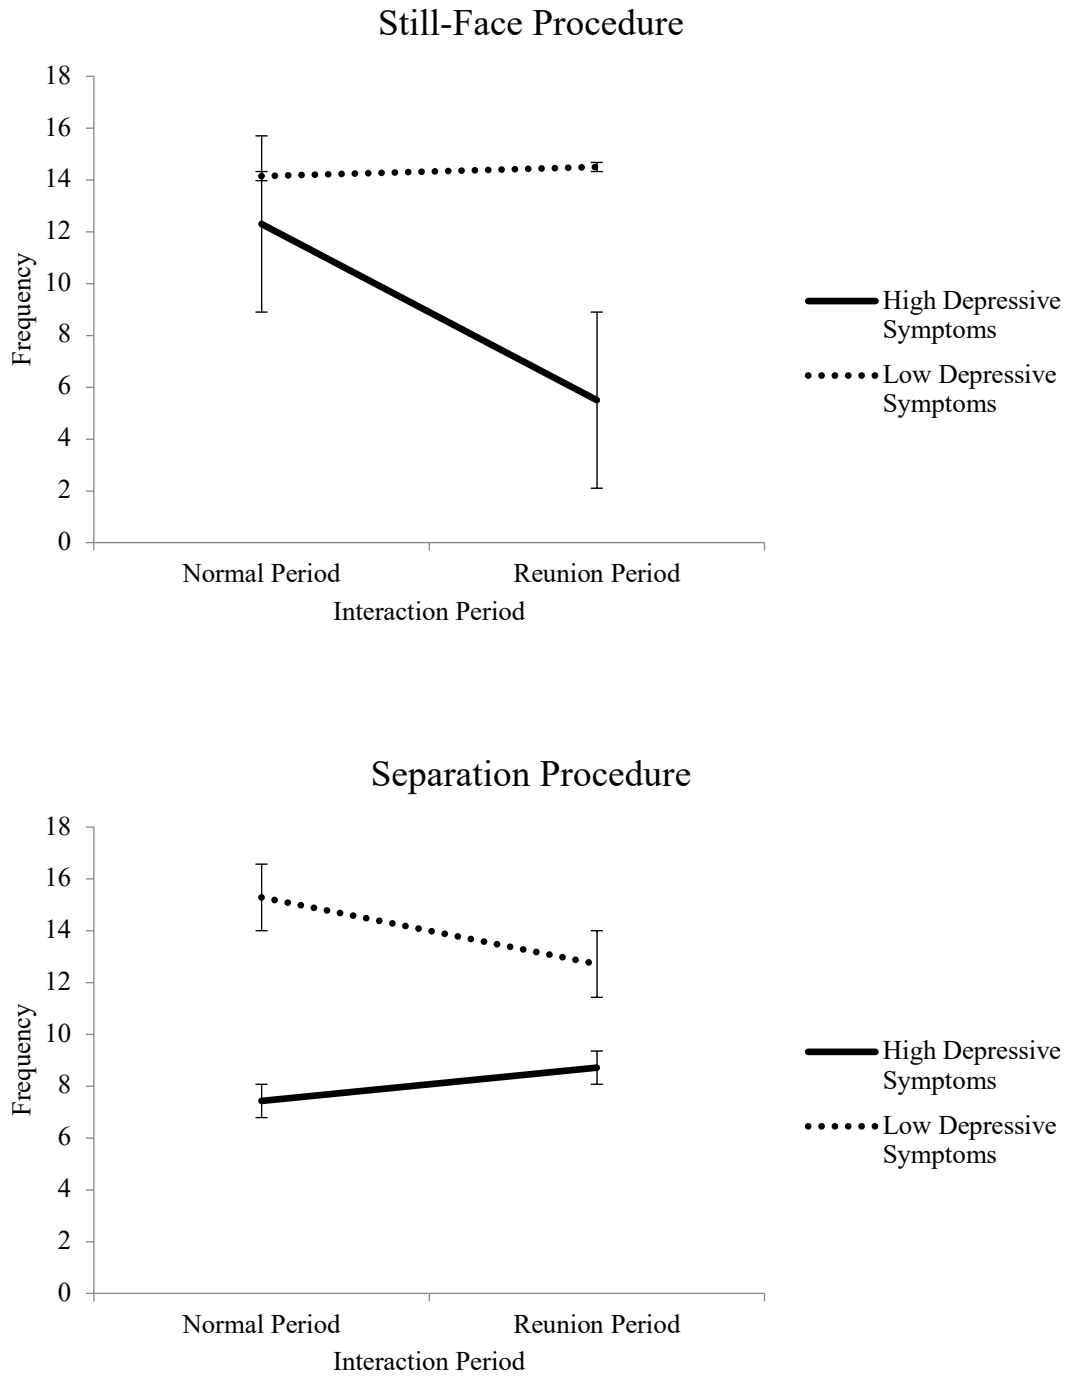 Still-Face Procedure
18
16
14
12
10
8
6
4
2
0
Frequency
Normal Period
Reunion Period
Interaction Period
High Depressive
Symptoms
Low Depressive
Symptoms
Separation Procedure
18
16
14
12
10
8
6
4
2
0
Frequency
Normal Period
Reunion Period
Interaction Period
High Depressive
Symptoms
Low Depressive
Symptoms